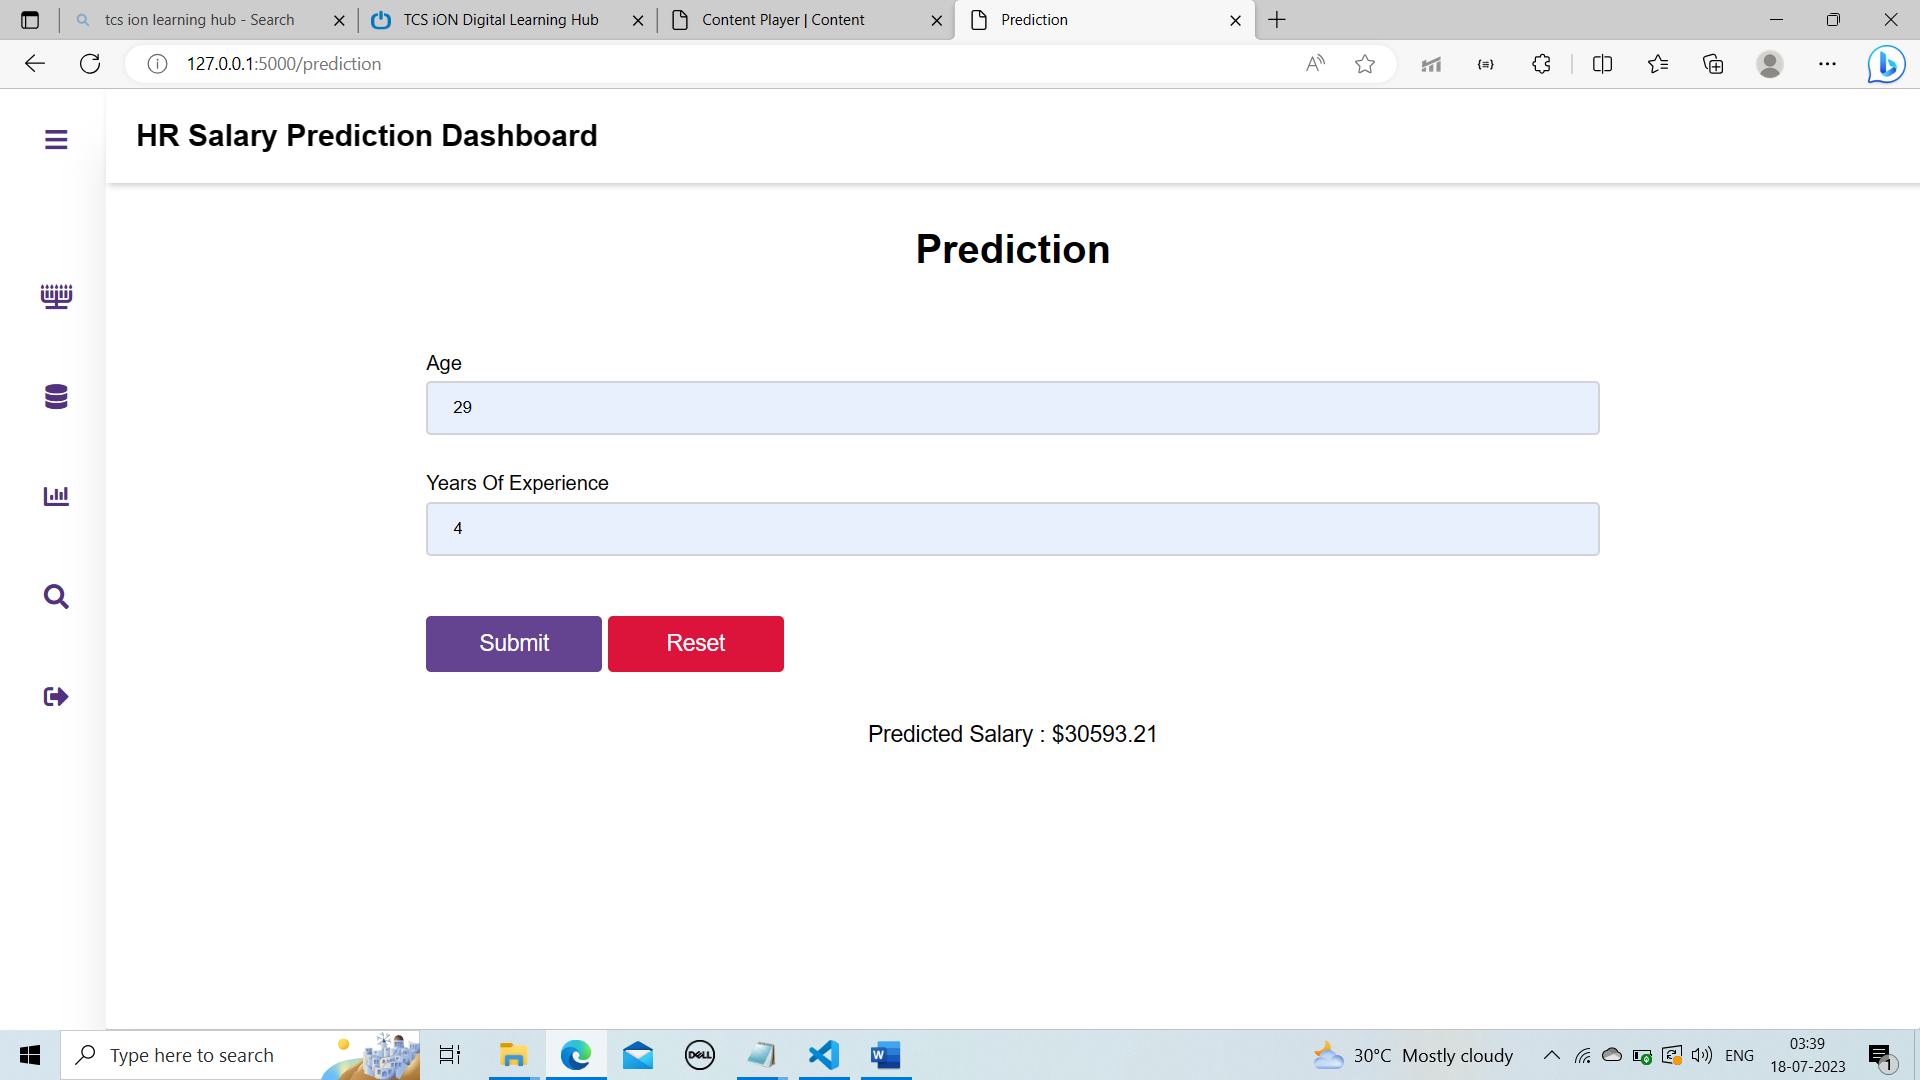 tcs ion learning hub - Search
TCS iON Digital Learning Hub
Content Player | Content
Prediction
127.0.0.1:5000/prediction
HR Salary Prediction Dashboard
Prediction
Age
29
Years Of Experience
4
Submit
Reset
Predicted Salary : $30593.21
Type here to search
DELL
W
30°C Mostly cloudy
ENG
03:39
18-07-2023
1